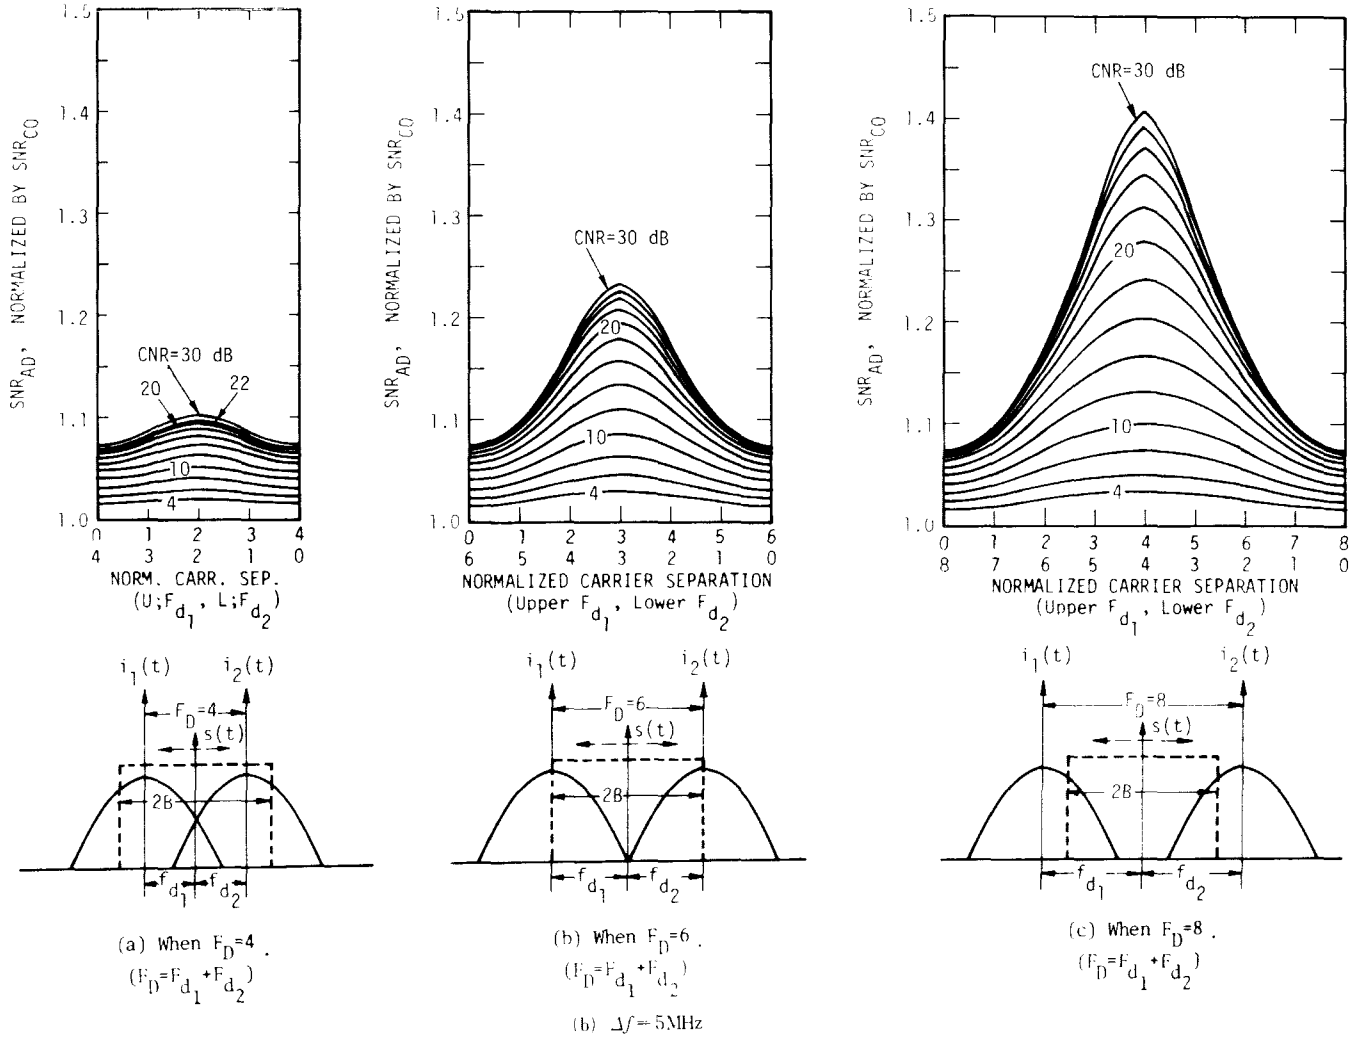 SNR_AD, NORMALIZED BY SNR_CO
1.5
1.4
1.3
1.2
1.1
1.0
CNR=30 dB
20
22
10
4
0 1 2 3 4
4 3 2 1 0
NORM. CARR. SEP.
(U;F_d1, L;F_d2)
SNR_AD, NORMALIZED BY SNR_CO
1.5
1.4
1.3
1.2
1.1
1.0
CNR=30 dB
20
10
4
0 1 2 3 4 5 6
6 5 4 3 2 1 0
NORMALIZED CARRIER SEPARATION
(Upper F_d1, Lower F_d2)
SNR_AD, NORMALIZED BY SNR_CO
1.5
1.4
1.3
1.2
1.1
1.0
CNR=30 dB
20
10
4
0 1 2 3 4 5 6 7 8
8 6 6 5 4 3 2 1 0
NORMALIZED CARRIER SEPARATION
(Upper F_d1, Lower F_d2)
i_1(t) i_2(t)
F_D=4
s(t)
2B
f_d1 f_d2
(a) When F_D=4 .
(F_D=F_d1+F_d2)
i_1(t) i_2(t)
F_D=6
s(t)
2B
f_d1 f_d2
(b) When F_D=6 .
(F_D=F_d1+F_d2)
i_1(t) i_2(t)
F_D=8
s(t)
2B
f_d1 f_d2
(c) When F_D=8 .
(F_D=F_d1+F_d2)
(b) Δf=5MHz